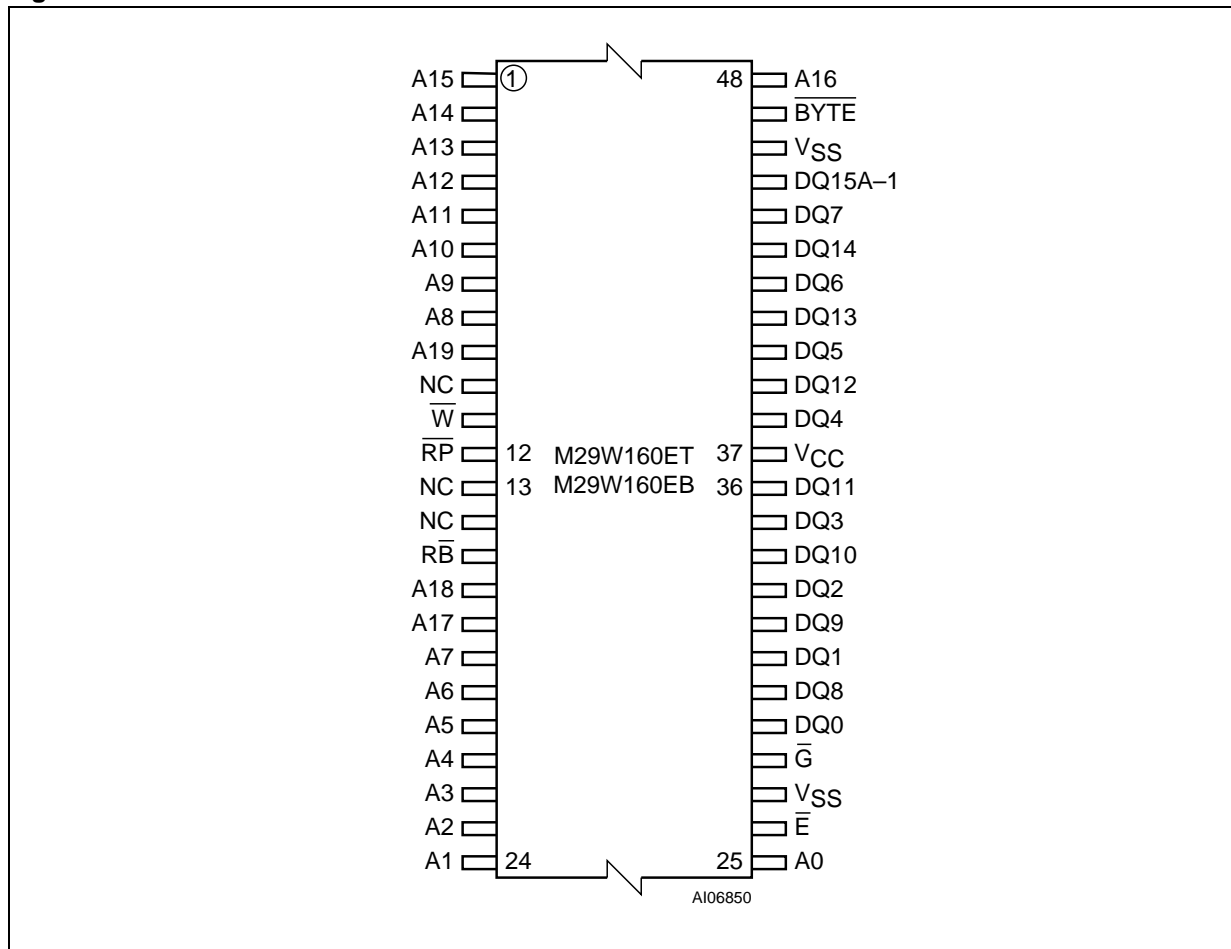 A15 ① 48 A16
A14 B̅Y̅T̅E̅
A13 VSS
A12 DQ15A–1
A11 DQ7
A10 DQ14
A9 DQ6
A8 DQ13
A19 DQ5
NC DQ12
W̅ DQ4
R̅P̅ 12 M29W160ET 37 VCC
NC 13 M29W160EB 36 DQ11
NC DQ3
RB̅ DQ10
A18 DQ2
A17 DQ9
A7 DQ1
A6 DQ8
A5 DQ0
A4 G̅
A3 VSS
A2 E̅
A1 24 25 A0
AI06850